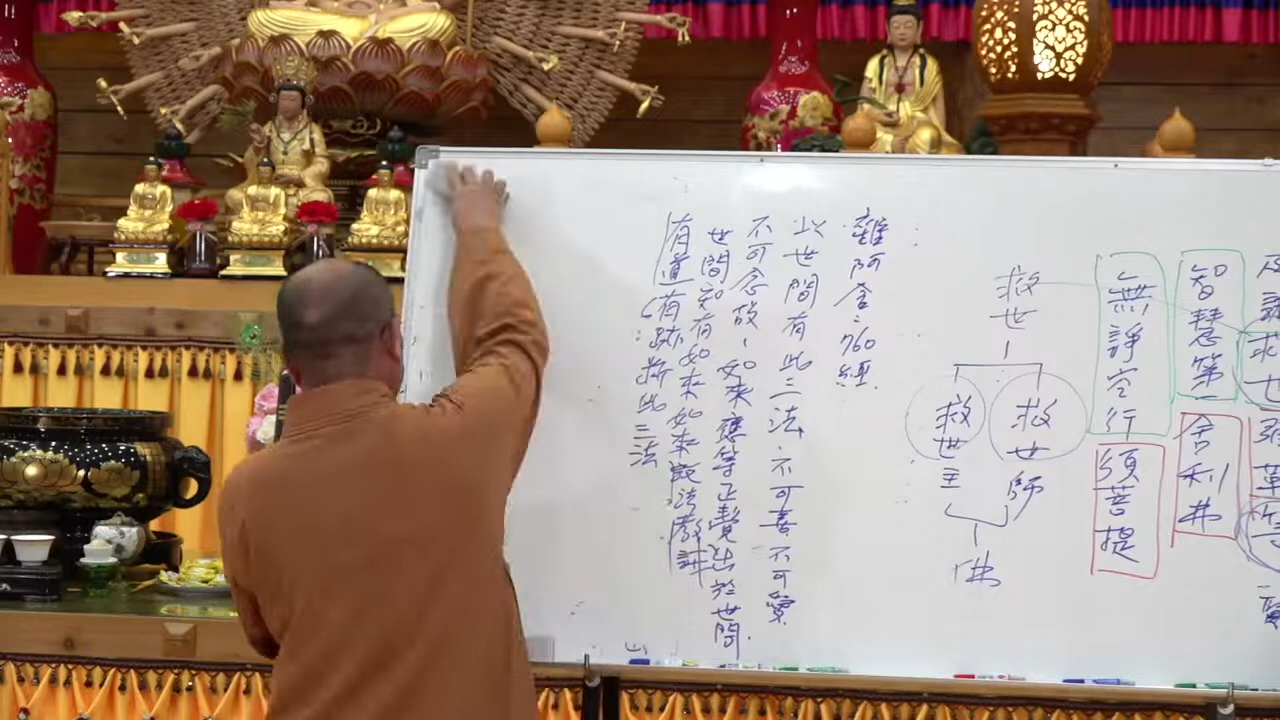 智慧第一
舍利弗
無諍空行
須菩提
救世
救世師
救世主
佛
雜阿含:760經
以世間有此三法·不可喜不可愛
不可念故、如來應等正覺出於世間.
世間知有如來如來說法教誡
有道有跡斷此三法